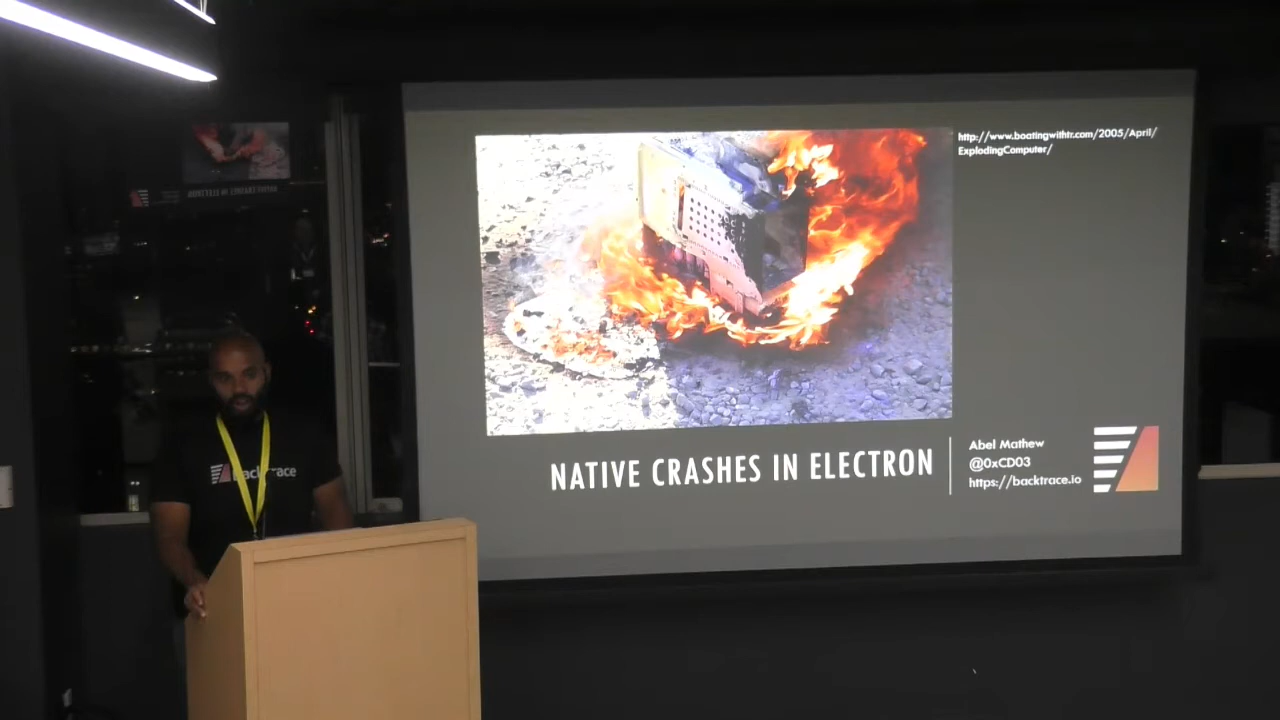 http://www.boatingwithtr.com/2005/April/
ExplodingComputer/
NATIVE CRASHES IN ELECTRON
Abel Mathew
@0xCD03
https://backtrace.io
Backtrace